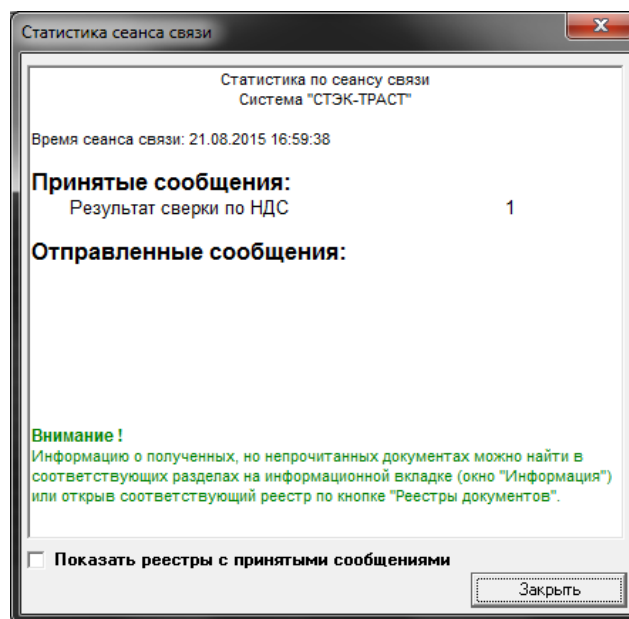 Статистика сеанса связи
Статистика по сеансу связи
Система "СТЭК-ТРАСТ"
Время сеанса связи: 21.08.2015 16:59:38
Принятые сообщения:
Результат сверки по НДС 1
Отправленные сообщения:
Внимание !
Информацию о полученных, но непрочитанных документах можно найти в
соответствующих разделах на информационной вкладке (окно "Информация")
или открыв соответствующий реестр по кнопке "Реестры документов".
Показать реестры с принятыми сообщениями
Закрыть